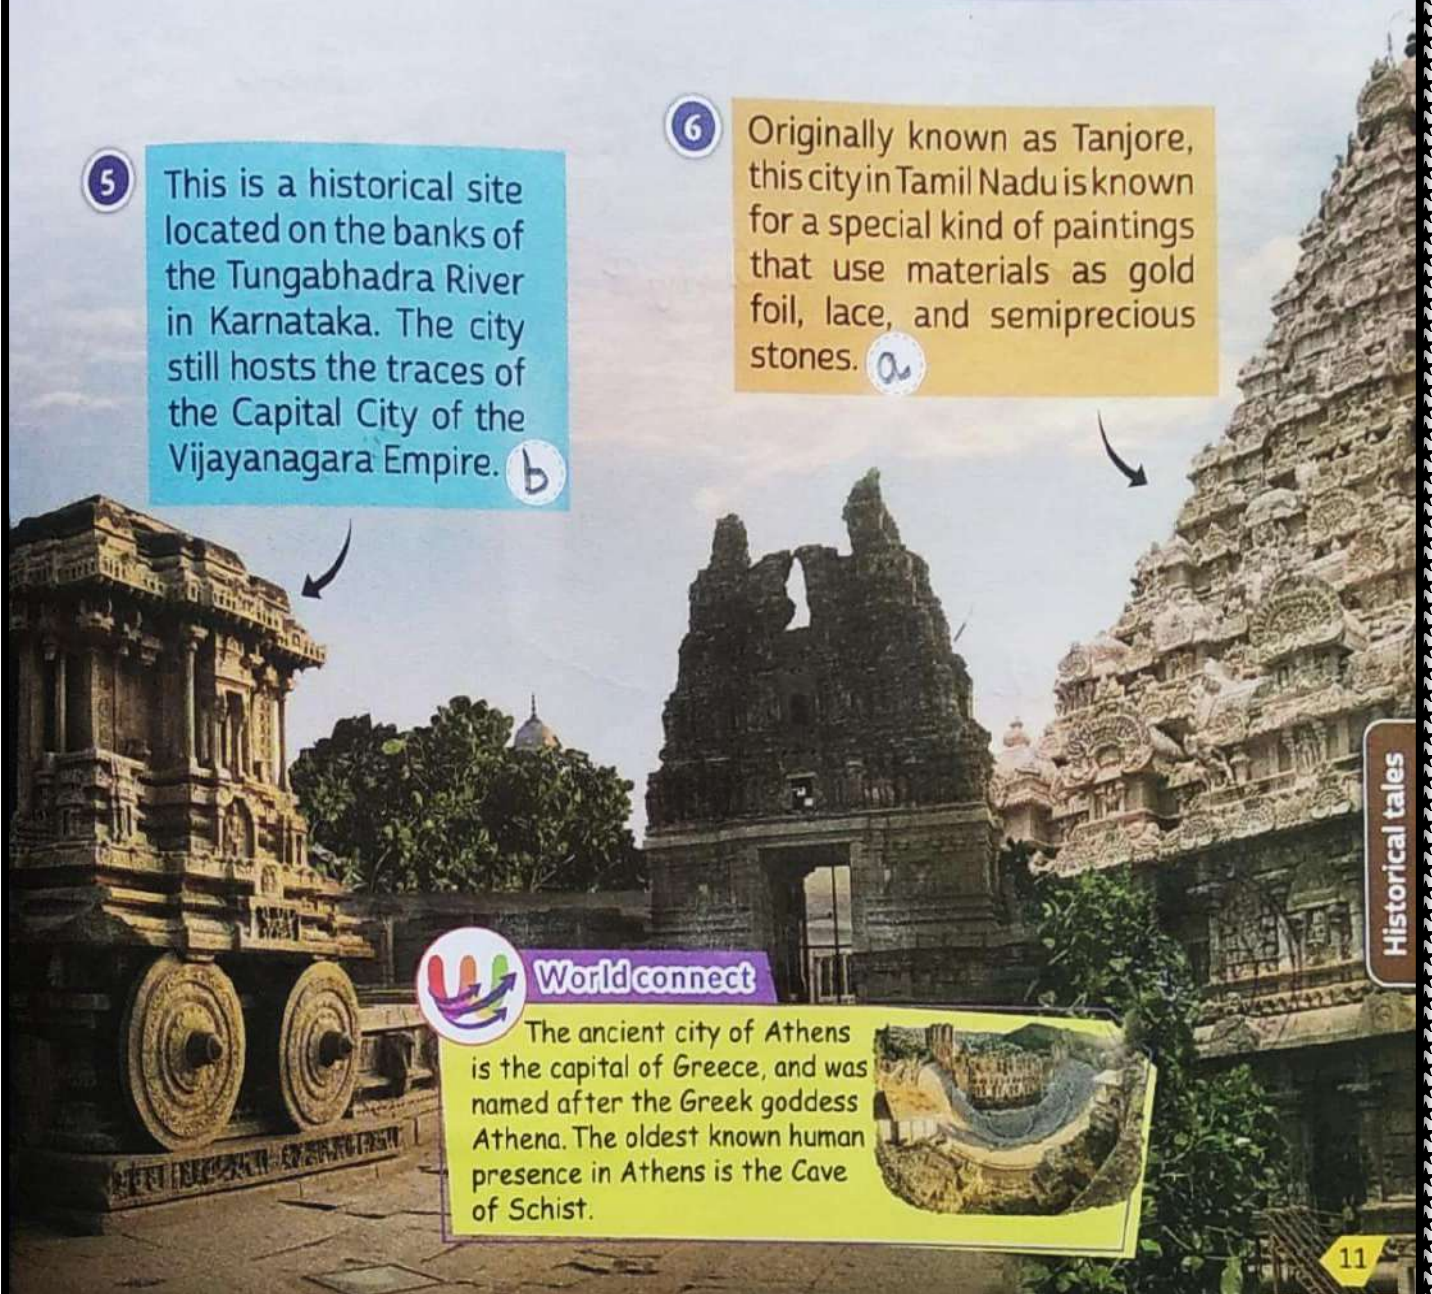 5
This is a historical site
located on the banks of
the Tungabhadra River
in Karnataka. The city
still hosts the traces of
the Capital City of the
Vijayanagara Empire. b
6
Originally known as Tanjore,
this city in Tamil Nadu is known
for a special kind of paintings
that use materials as gold
foil, lace, and semiprecious
stones. a
Historical tales
World connect
The ancient city of Athens
is the capital of Greece, and was
named after the Greek goddess
Athena. The oldest known human
presence in Athens is the Cave
of Schist.
11